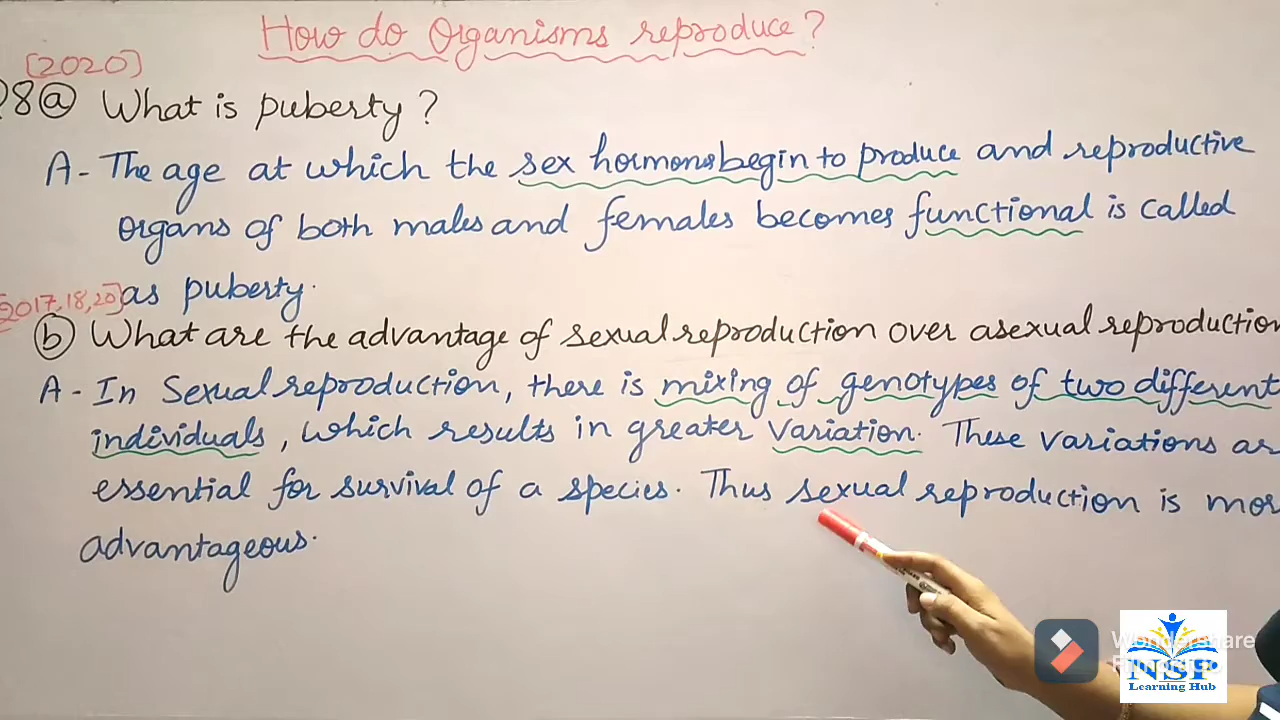 How do Organisms reproduce?
[2020]
Q8 (a) What is puberty?
A- The age at which the sex hormons begin to produce and reproductive
organs of both males and females becomes functional is called
as puberty.
[2017,18,20]
(b) What are the advantage of sexual reproduction over asexual reproduction
A- In Sexual reproduction, there is mixing of genotypes of two different
individuals, which results in greater variation. These variations ar
essential for survival of a species. Thus sexual reproduction is mor
advantageous.
Wondershare
Filmora
NSP
Learning Hub